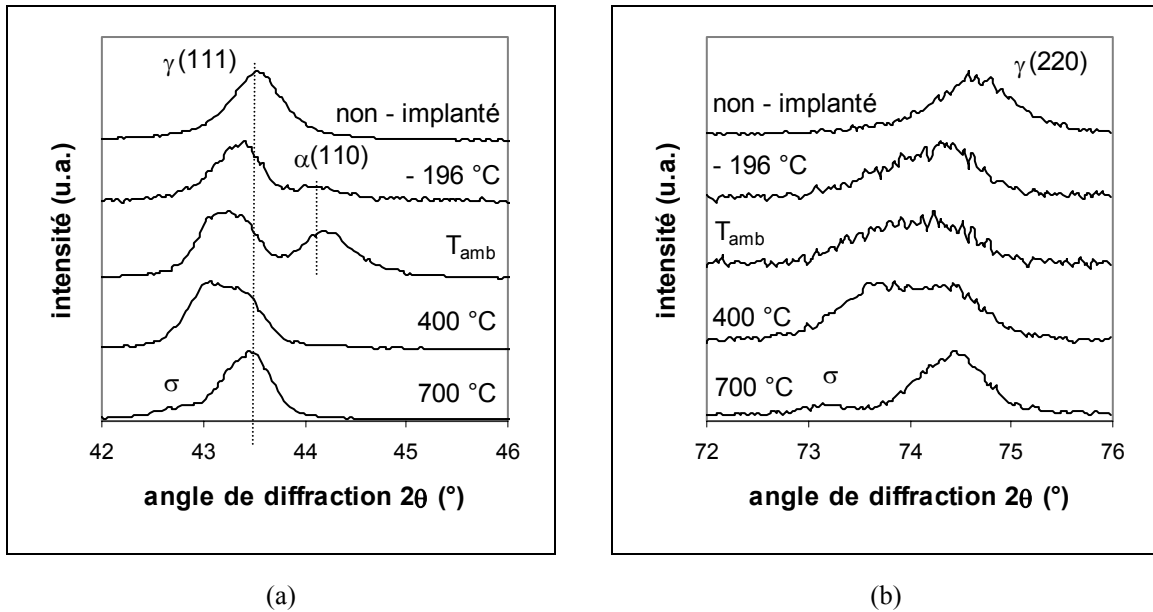 γ(111)
non - implanté
α(110)
- 196 °C
T_amb
400 °C
σ
700 °C
intensité (u.a.)
42 43 44 45 46
angle de diffraction 2θ (°)
(a)
γ(220)
non - implanté
- 196 °C
T_amb
400 °C
σ
700 °C
intensité (u.a.)
72 73 74 75 76
angle de diffraction 2θ (°)
(b)